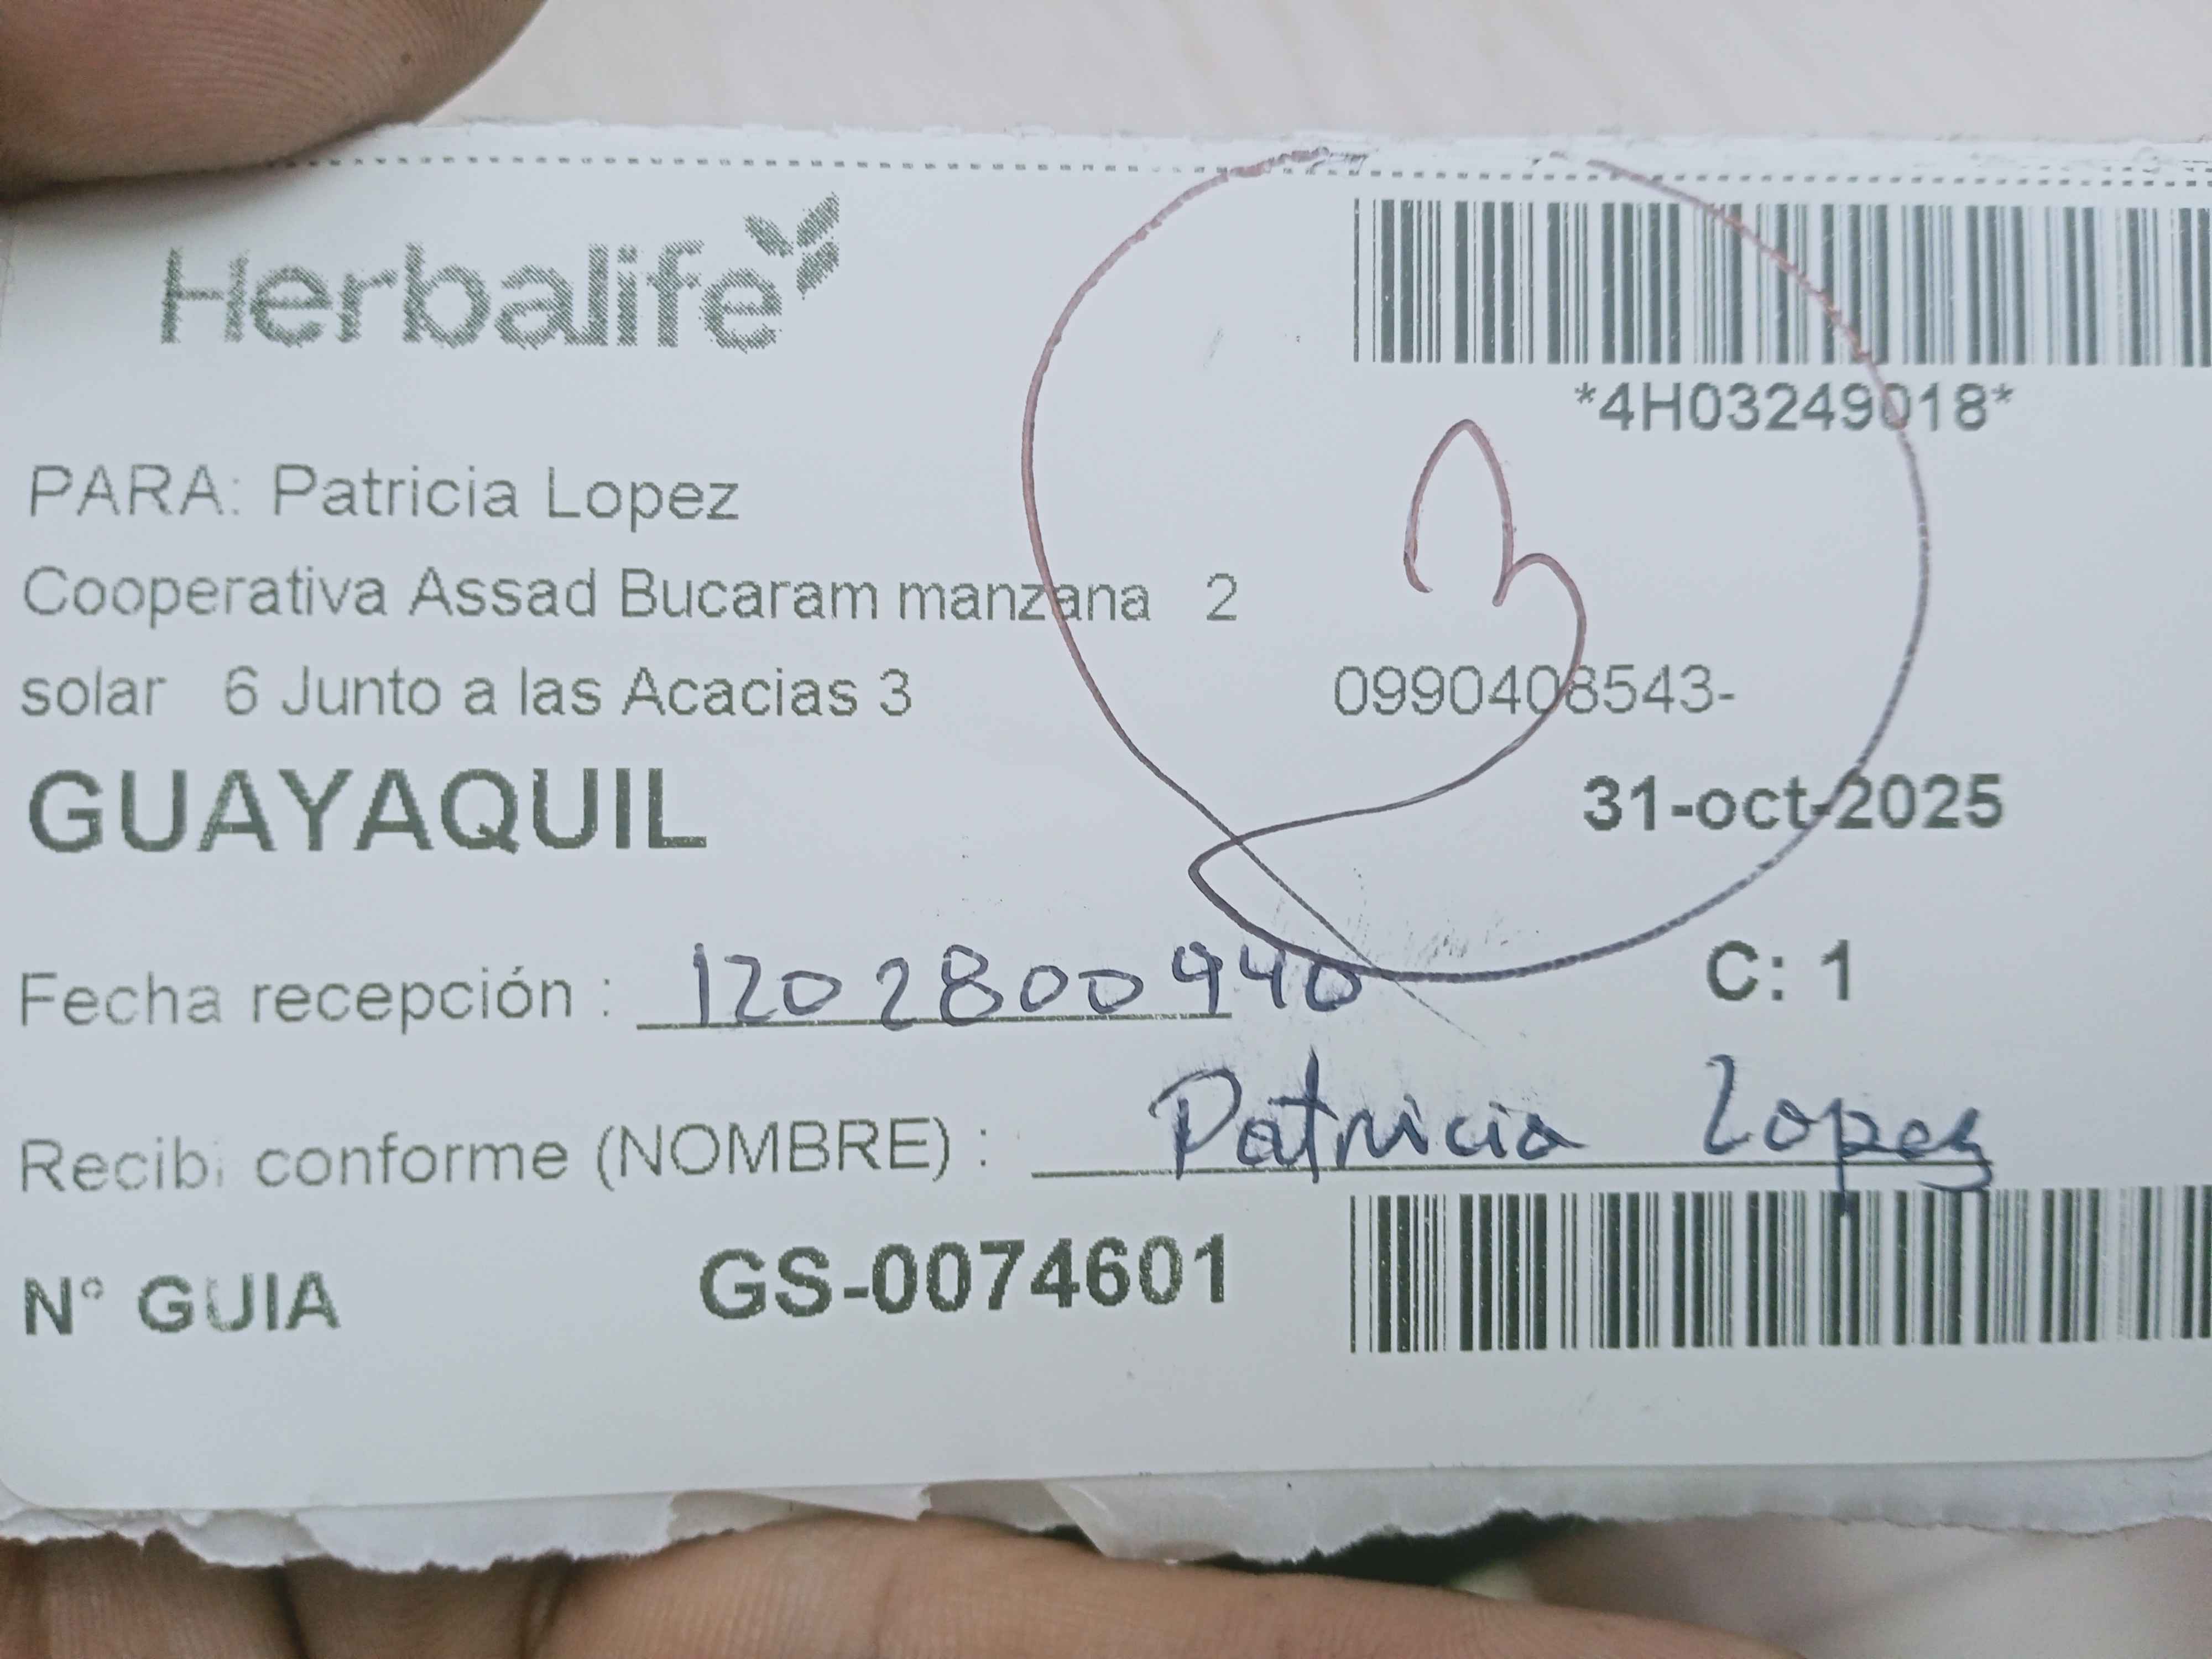 Herbalife
*4H03249018*
PARA: Patricia Lopez
Cooperativa Assad Bucaram manzana 2
solar 6 Junto a las Acacias 3
3
0990408543-
GUAYAQUIL
31-oct-2025
Fecha recepción : 1202800940
C: 1
Recibi conforme (NOMBRE) : Patricia Lopez
N° GUIA GS-0074601